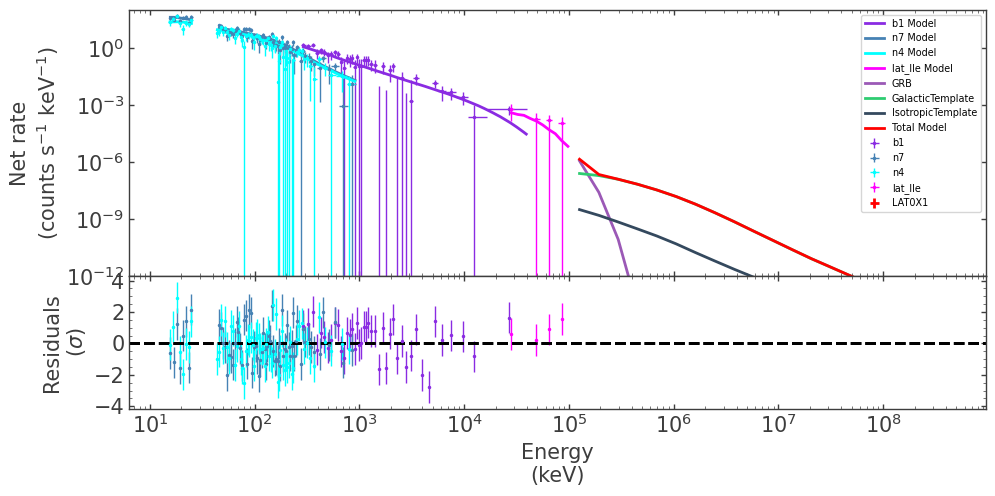 b1 Model
n7 Model
n4 Model
lat_lle Model
GRB
GalacticTemplate
IsotropicTemplate
Total Model
b1
n7
n4
lat_lle
LAT0X1
Net rate
(counts s⁻¹ keV⁻¹)
10⁰
10⁻³
10⁻⁶
10⁻⁹
10⁻¹²
Residuals
(σ)
4
2
0
−2
−4
10¹ 10² 10³ 10⁴ 10⁵ 10⁶ 10⁷ 10⁸
Energy
(keV)